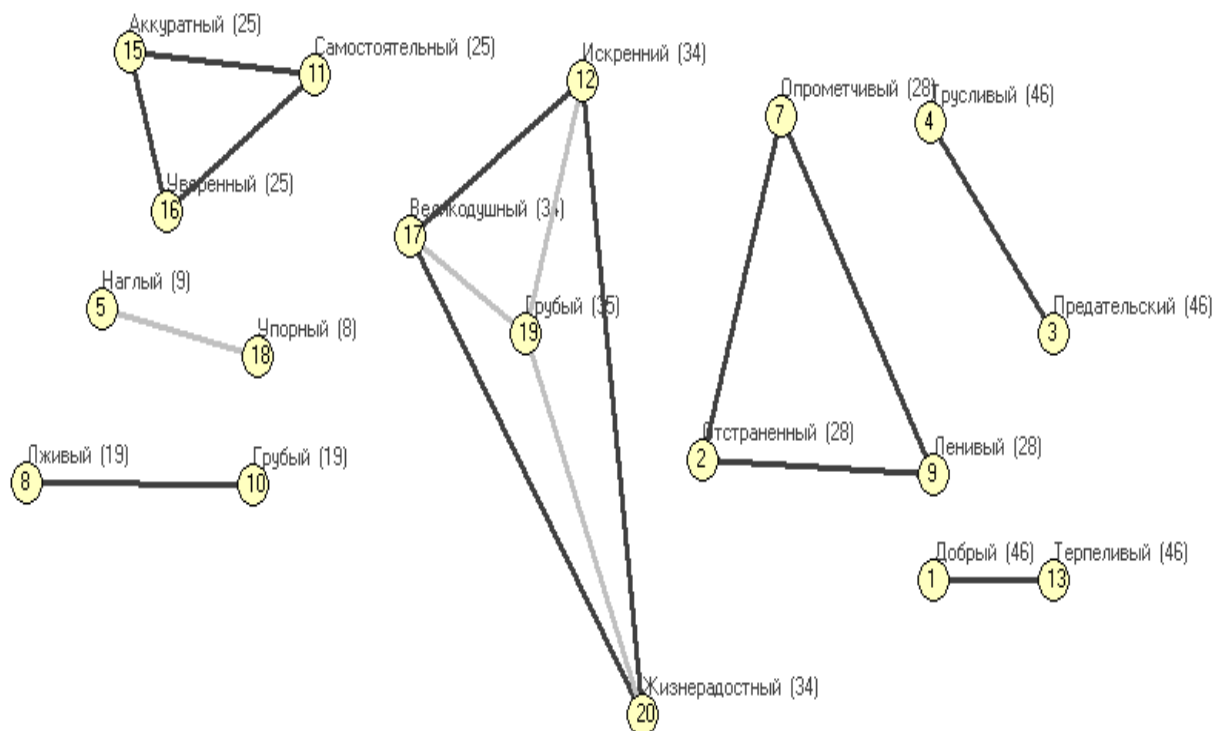 Аккуратный (25)
15
Самостоятельный (25)
11
Уверенный (25)
16
Наглый (9)
5
Упорный (8)
18
Лживый (19)
8
Грубый (19)
10
Искренний (34)
12
Великодушный (34)
17
Грубый (35)
19
Жизнерадостный (34)
20
Опрометчивый (28)
7
Трусливый (46)
4
Предательский (46)
3
Отстраненный (28)
2
Ленивый (28)
9
Добрый (46)
1
Терпеливый (46)
13